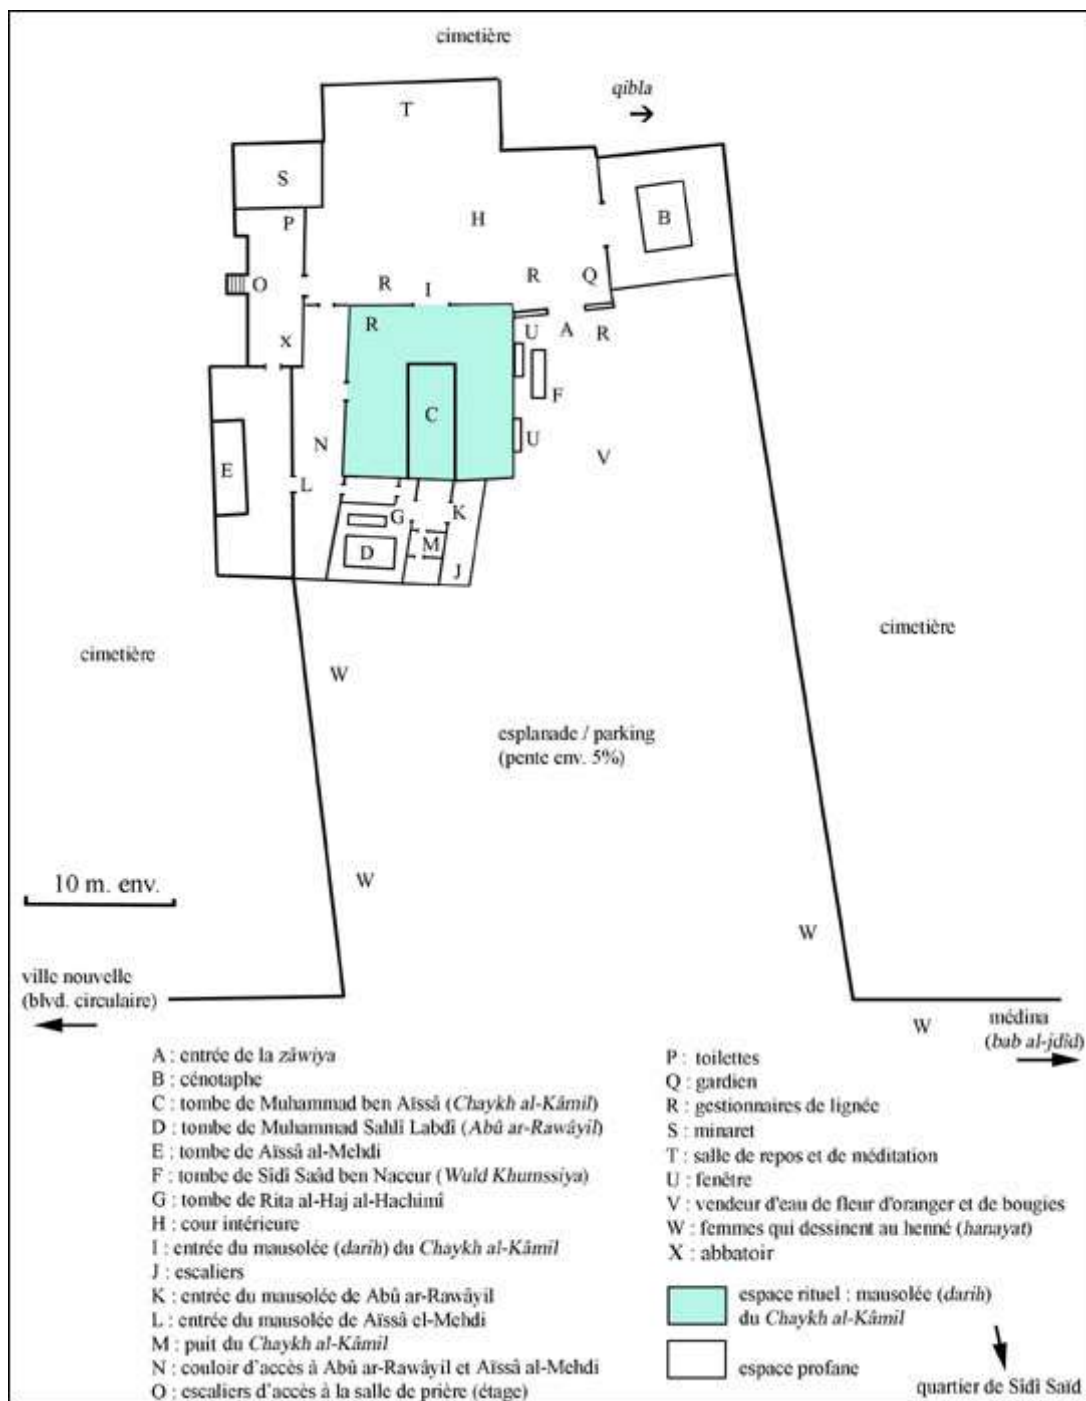 cimetière
qibla
T
S
P
H
B
O
R
I
R
Q
R
U
A
R
X
F
C
E
N
U
V
L
G
K
M
D
J
cimetière
cimetière
W
esplanade / parking
(pente env. 5%)
10 m. env.
W
W
ville nouvelle
(blvd. circulaire)
W
médina
(bab al-jdîd)
A : entrée de la zâwiya
B : cénotaphe
C : tombe de Muhammad ben Aïssâ (Chaykh al-Kâmil)
D : tombe de Muhammad Sahlî Labdî (Abû ar-Rawâyil)
E : tombe de Aïssâ al-Mehdi
F : tombe de Sîdî Saâd ben Naceur (Wuld Khumssiya)
G : tombe de Rita al-Haj al-Hachimî
H : cour intérieure
I : entrée du mausolée (darih) du Chaykh al-Kâmil
J : escaliers
K : entrée du mausolée de Abû ar-Rawâyil
L : entrée du mausolée de Aïssâ el-Mehdi
M : puit du Chaykh al-Kâmil
N : couloir d'accès à Abû ar-Rawâyil et Aïssâ al-Mehdi
O : escaliers d'accès à la salle de prière (étage)
P : toilettes
Q : gardien
R : gestionnaires de lignée
S : minaret
T : salle de repos et de méditation
U : fenêtre
V : vendeur d'eau de fleur d'oranger et de bougies
W : femmes qui dessinent au henné (hanayat)
X : abbatoir
espace rituel : mausolée (darih)
du Chaykh al-Kâmil
espace profane
quartier de Sîdî Saïd